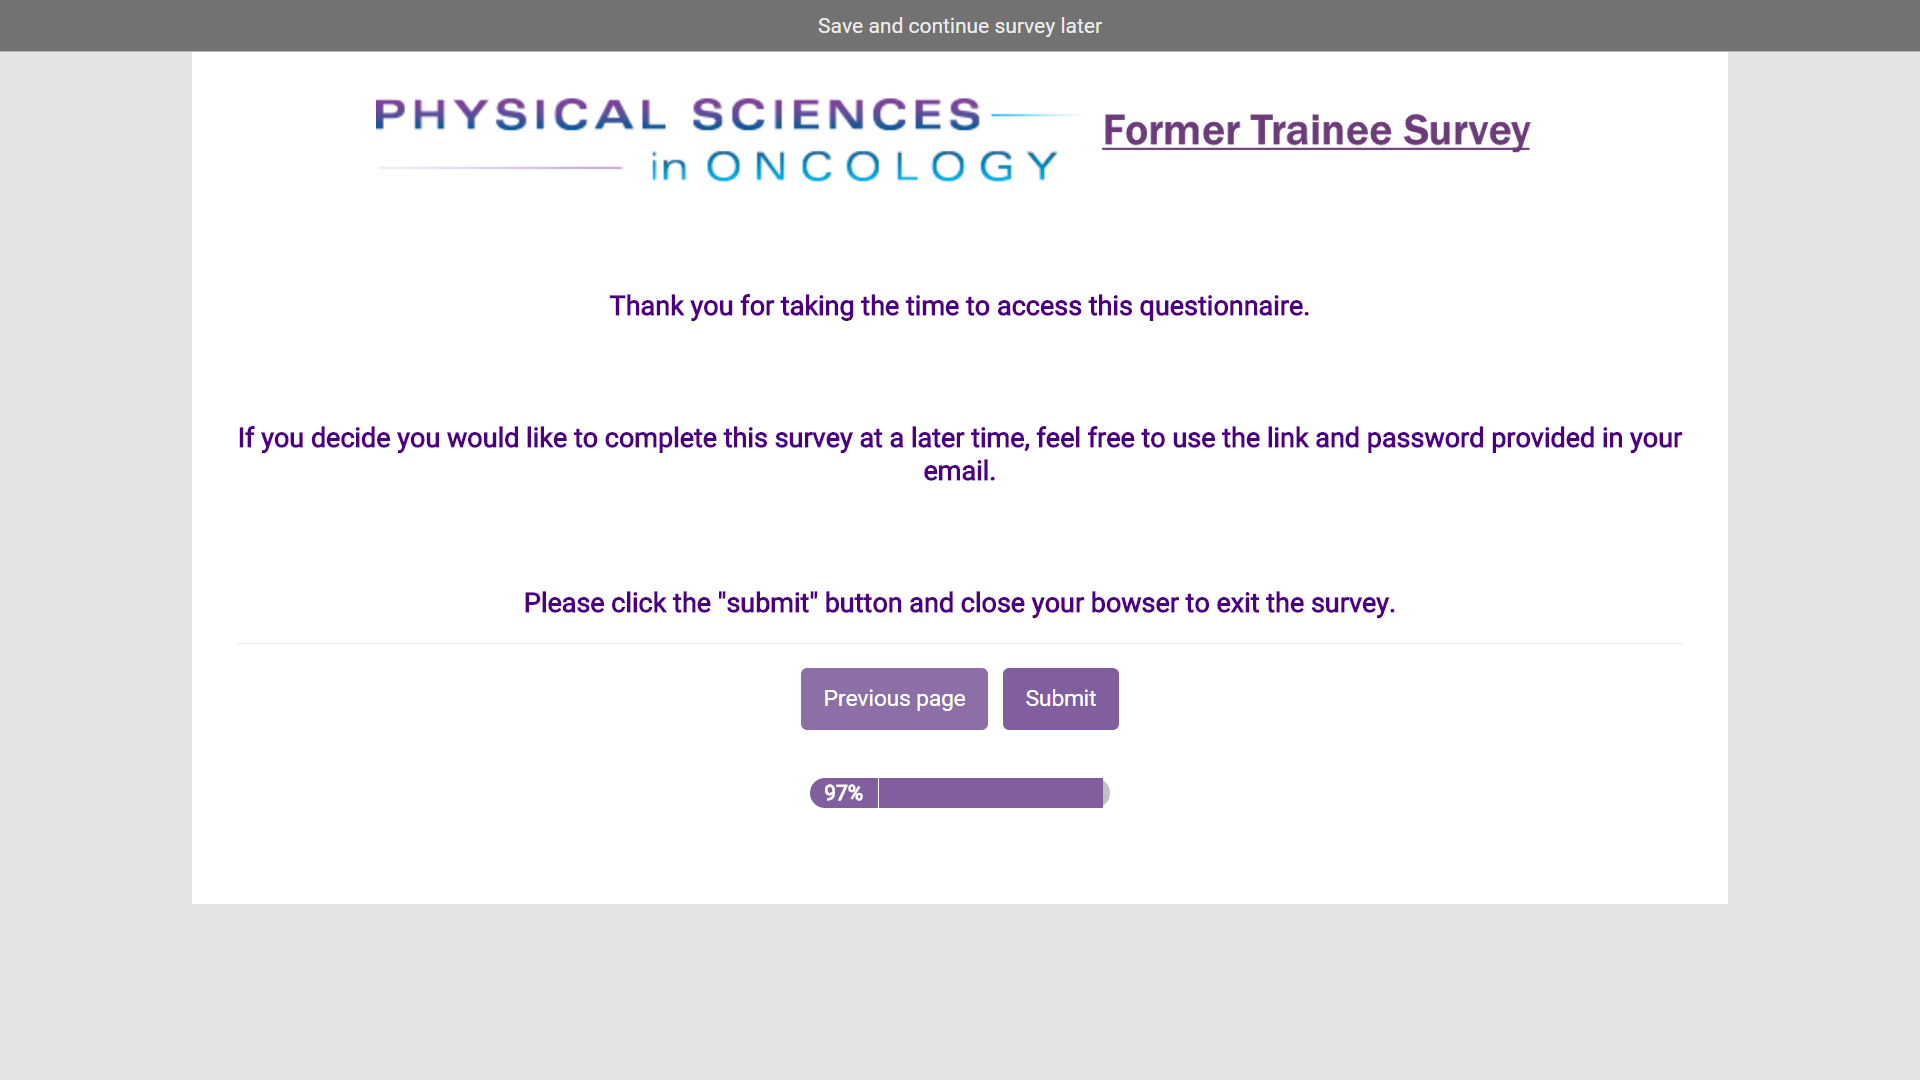 Save and continue survey later
PHYSICAL SCIENCES
in ONCOLOGY
Former Trainee Survey
Thank you for taking the time to access this questionnaire.
If you decide you would like to complete this survey at a later time, feel free to use the link and password provided in your
email.
Please click the "submit" button and close your bowser to exit the survey.
Previous page
Submit
97%